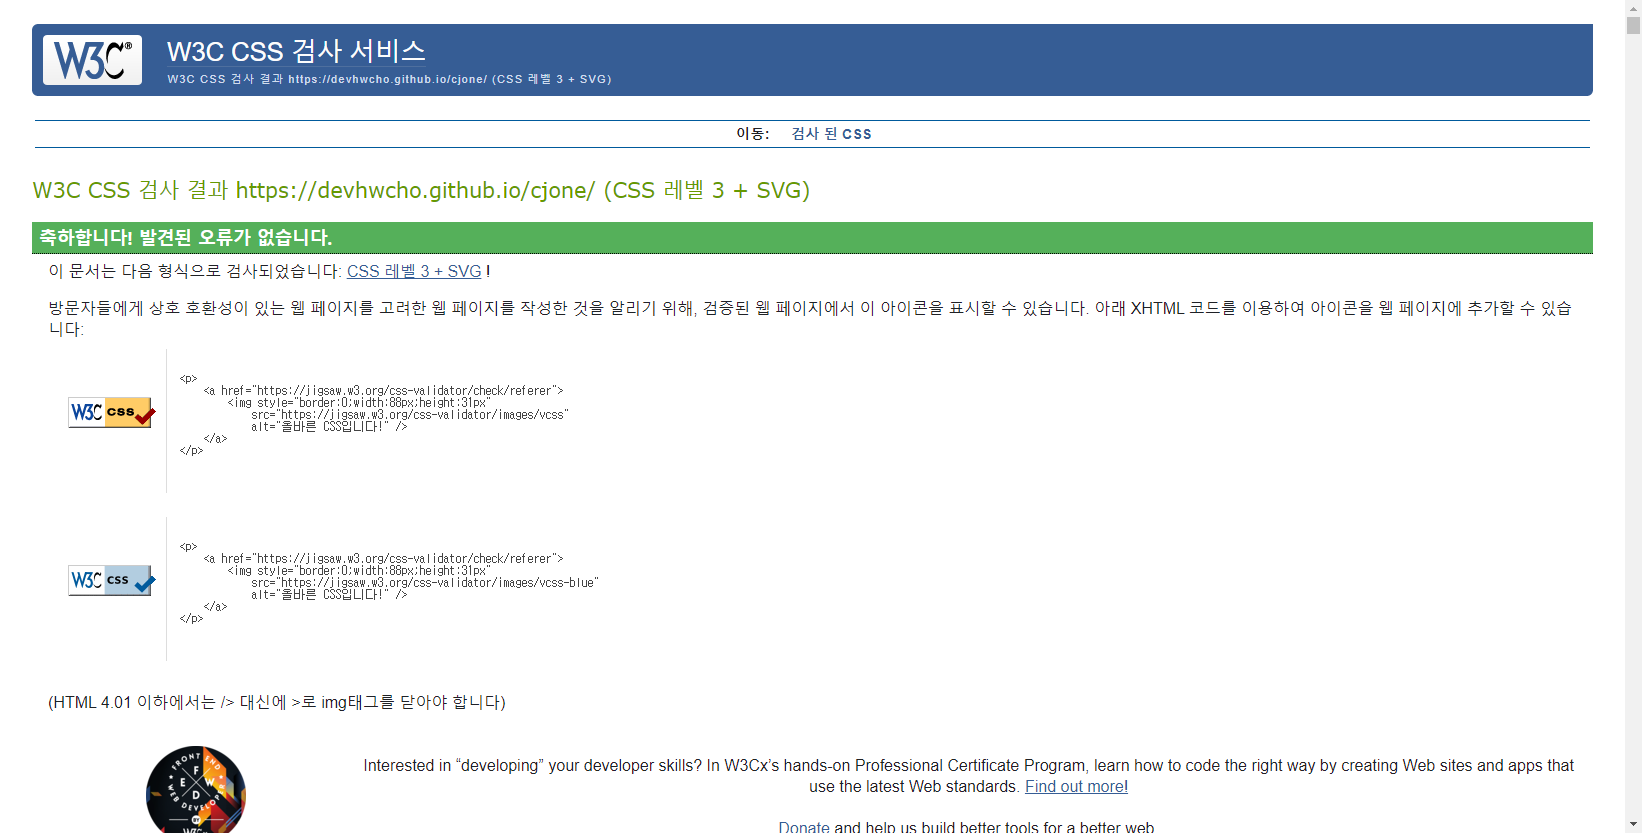 W3C®
W3C CSS 검사 서비스
W3C CSS 검사 결과 https://devhwcho.github.io/cjone/ (CSS 레벨 3 + SVG)
이동: 검사 된 CSS
W3C CSS 검사 결과 https://devhwcho.github.io/cjone/ (CSS 레벨 3 + SVG)
축하합니다! 발견된 오류가 없습니다.
이 문서는 다음 형식으로 검사되었습니다: CSS 레벨 3 + SVG !
방문자들에게 상호 호환성이 있는 웹 페이지를 고려한 웹 페이지를 작성한 것을 알리기 위해, 검증된 웹 페이지에서 이 아이콘을 표시할 수 있습니다. 아래 XHTML 코드를 이용하여 아이콘을 웹 페이지에 추가할 수 있습
니다:
W3C css
<p>
<a href="https://jigsaw.w3.org/css-validator/check/referer">
<img style="border:0;width:88px;height:31px"
src="https://jigsaw.w3.org/css-validator/images/vcss"
alt="올바른 CSS입니다!" />
</a>
</p>
W3C css
<p>
<a href="https://jigsaw.w3.org/css-validator/check/referer">
<img style="border:0;width:88px;height:31px"
src="https://jigsaw.w3.org/css-validator/images/vcss-blue"
alt="올바른 CSS입니다!" />
</a>
</p>
(HTML 4.01 이하에서는 /> 대신에 >로 img태그를 닫아야 합니다)
FRONT END
WEB DEVELOPER
F E W D
BY
Interested in “developing” your developer skills? In W3Cx’s hands-on Professional Certificate Program, learn how to code the right way by creating Web sites and apps that
use the latest Web standards. Find out more!
Donate and help us build better tools for a better web